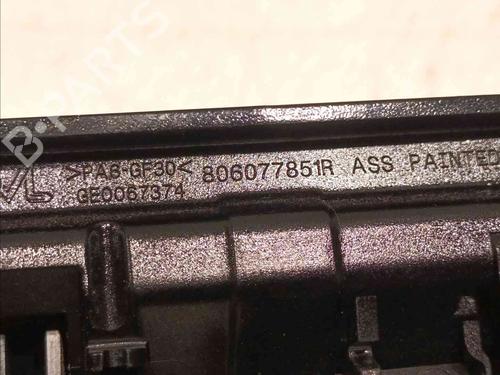 >PA6-GF30< 806077851R ASS PAINTED
GE0067374
B-PARTS